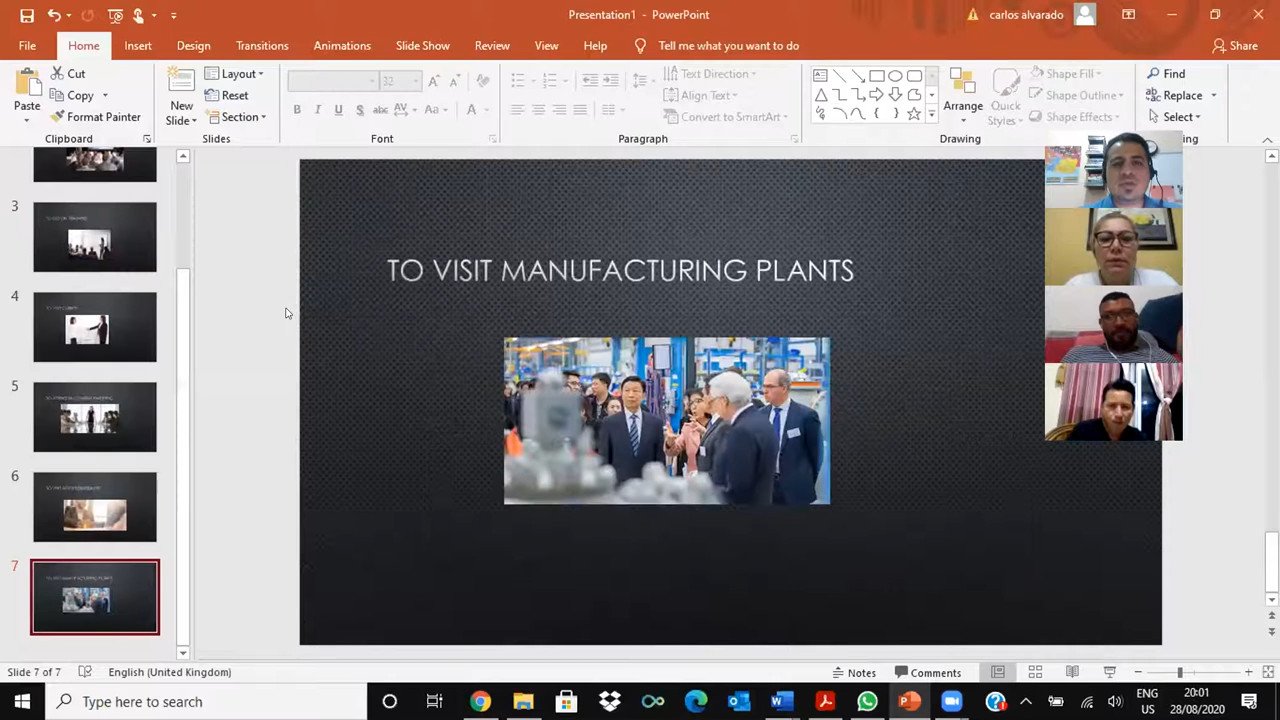 Presentation1 - PowerPoint
carlos alvarado
File
Home
Insert
Design
Transitions
Animations
Slide Show
Review
View
Help
Tell me what you want to do
Share
Paste
Cut
Copy
Format Painter
Clipboard
New Slide
Layout
Reset
Section
Slides
32
B I U S abc AV Aa A
Font
Text Direction
Align Text
Convert to SmartArt
Paragraph
Arrange
Quick Styles
Shape Fill
Shape Outline
Shape Effects
Drawing
Find
Replace
Select
3
4
5
6
7
TO VISIT MANUFACTURING PLANTS
Slide 7 of 7
English (United Kingdom)
Notes
Comments
Type here to search
ENG
US
20:01
28/08/2020